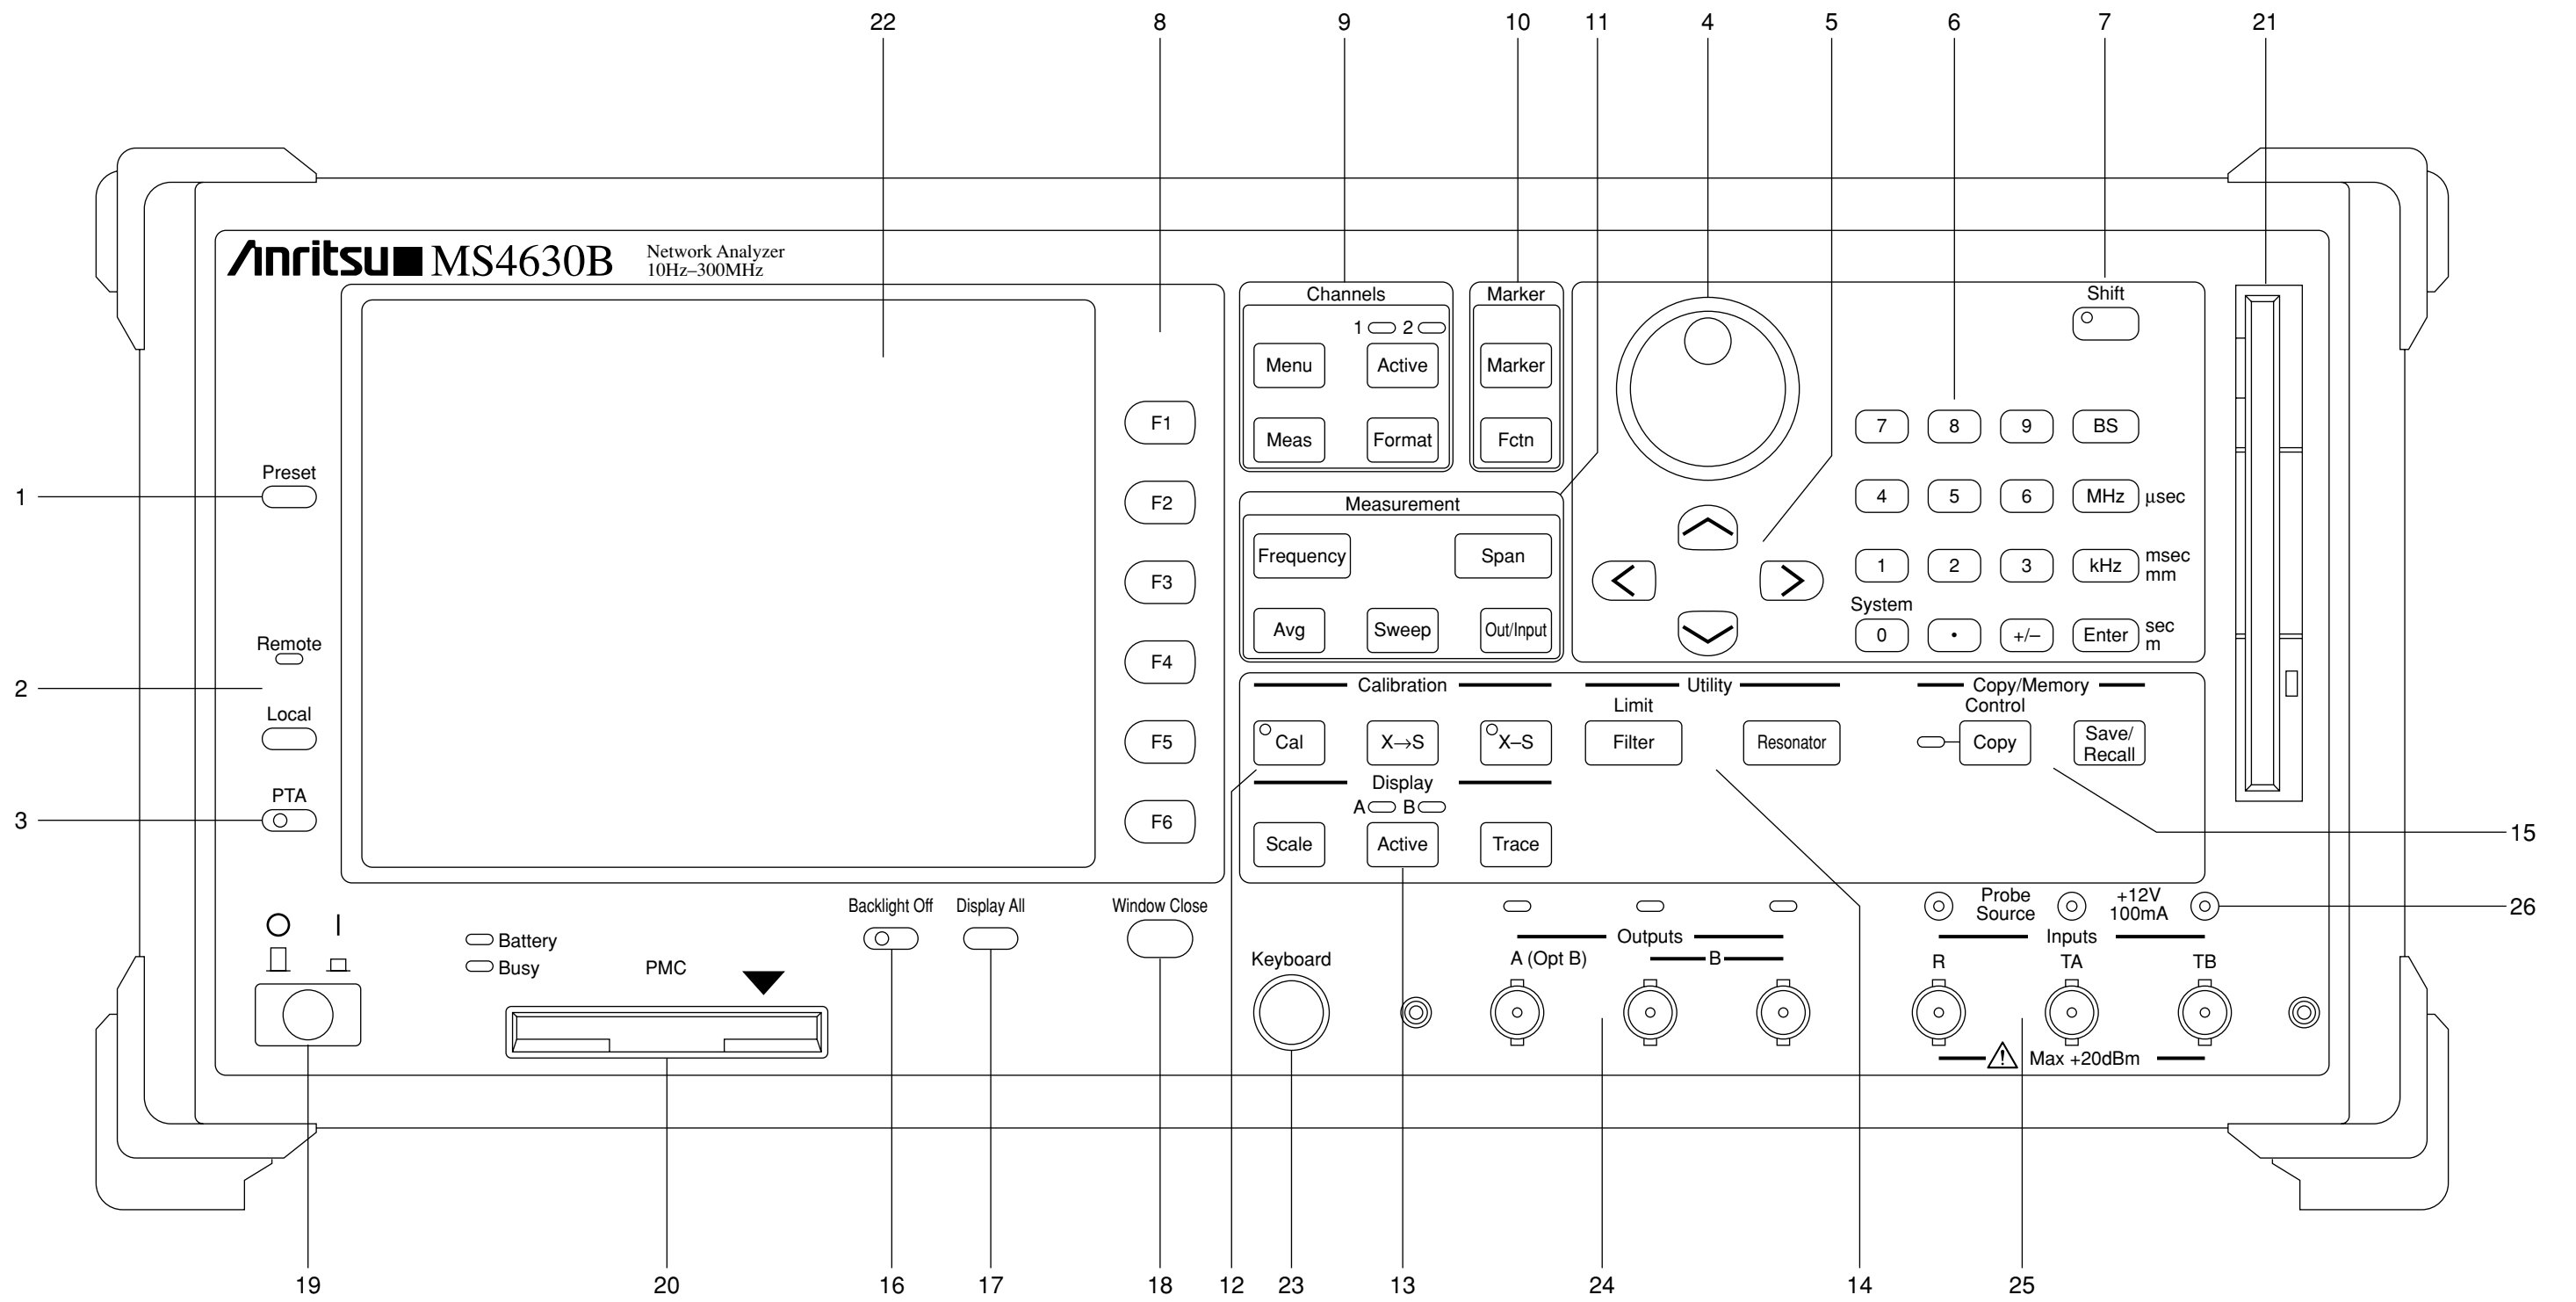 22 8 9 10 11 4 5 6 7 21
Anritsu MS4630B
Network Analyzer
10Hz–300MHz
Channels
1 2
Menu Active
Meas Format
Marker
Marker
Fctn
Shift
F1
F2
F3
F4
F5
F6
1
Preset
2
Remote
Local
3
PTA
Measurement
Frequency Span
Avg Sweep Out/Input
7 8 9 BS
4 5 6 MHz µsec
1 2 3 kHz msec
mm
System
0 • +/– Enter sec
m
Calibration
Cal X→S X–S
Display
A B
Scale Active Trace
Utility
Limit
Filter Resonator
Copy/Memory
Control
Copy Save/
Recall
15
Backlight Off Display All Window Close
Battery
Busy
PMC
Keyboard
Outputs
A (Opt B) B
Probe
Source
+12V
100mA
26
Inputs
R TA TB
Max +20dBm
19 20 16 17 18 12 23 13 24 14 25